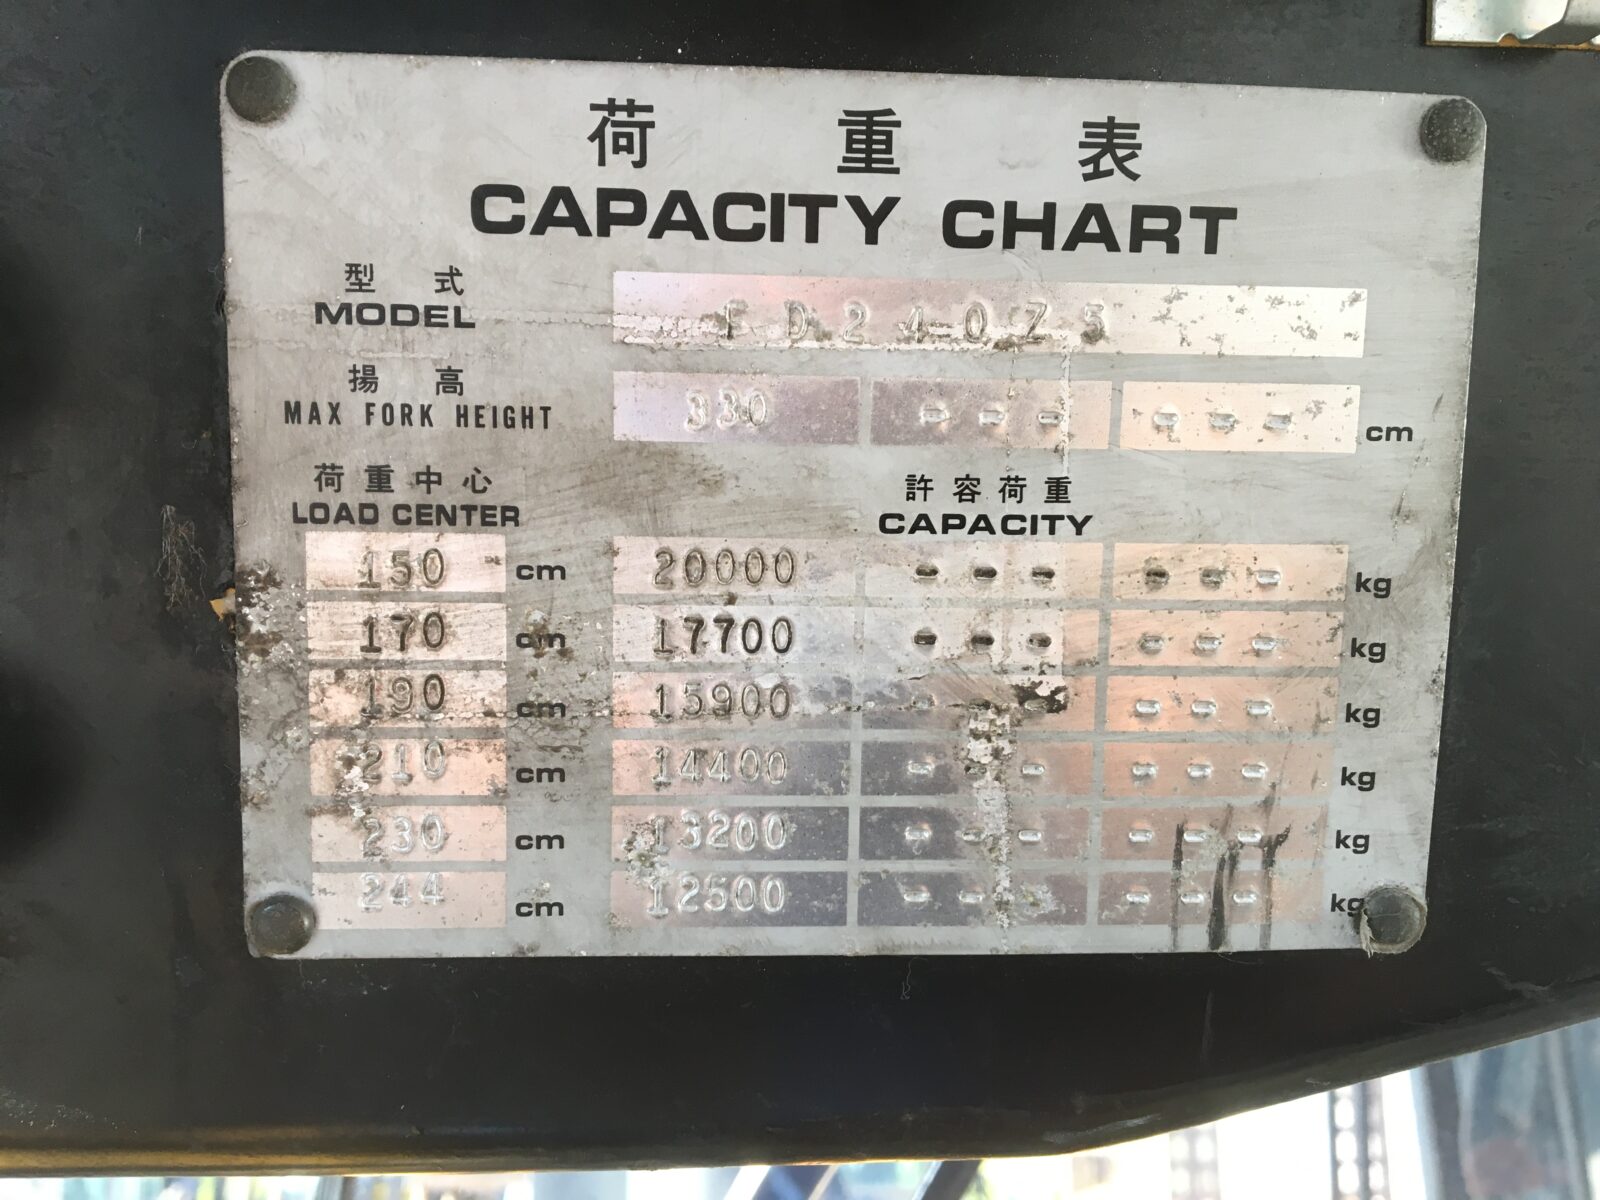 荷重表
CAPACITY CHART
型式
MODEL FD240Z5
揚高
MAX FORK HEIGHT 330 --- --- cm
荷重中心 許容荷重
LOAD CENTER CAPACITY
150 cm 20000 --- --- kg
170 cm 17700 --- --- kg
190 cm 15900 --- --- kg
210 cm 14400 --- --- kg
230 cm 13200 --- --- kg
244 cm 12500 --- --- kg